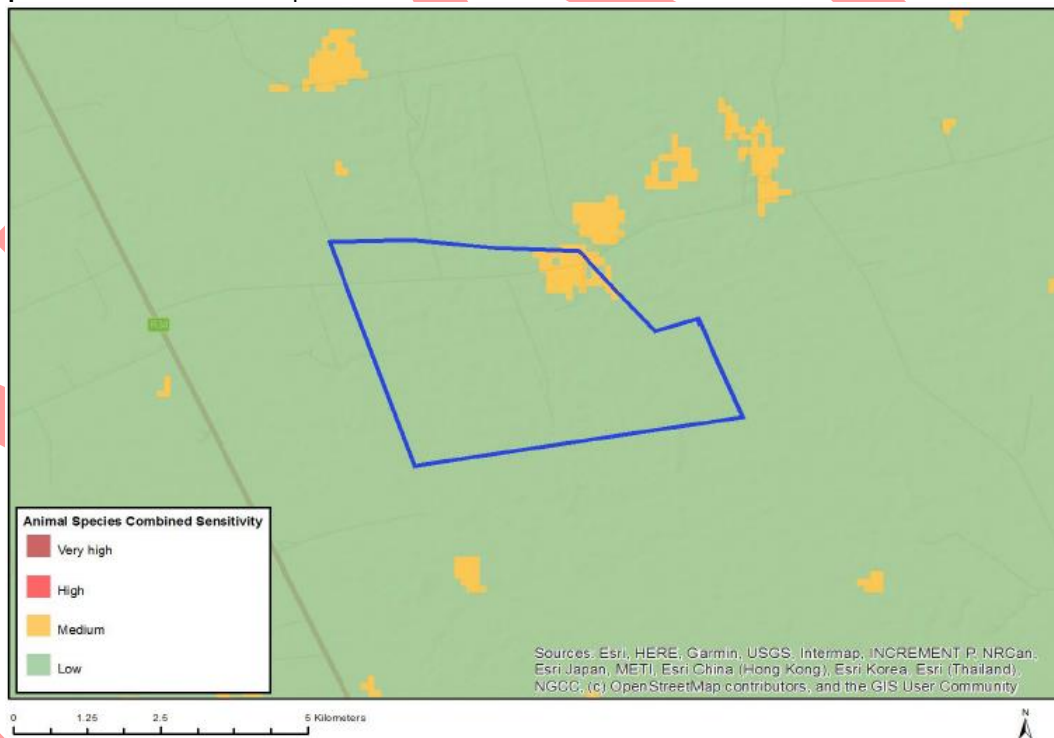 Animal Species Combined Sensitivity
Very high
High
Medium
Low
Sources: Esri, HERE, Garmin, USGS, Intermap, INCREMENT P, NRCan,
Esri Japan, METI, Esri China (Hong Kong), Esri Korea, Esri (Thailand),
NGCC, (c) OpenStreetMap contributors, and the GIS User Community
0 1.25 2.5 5 Kilometers
N